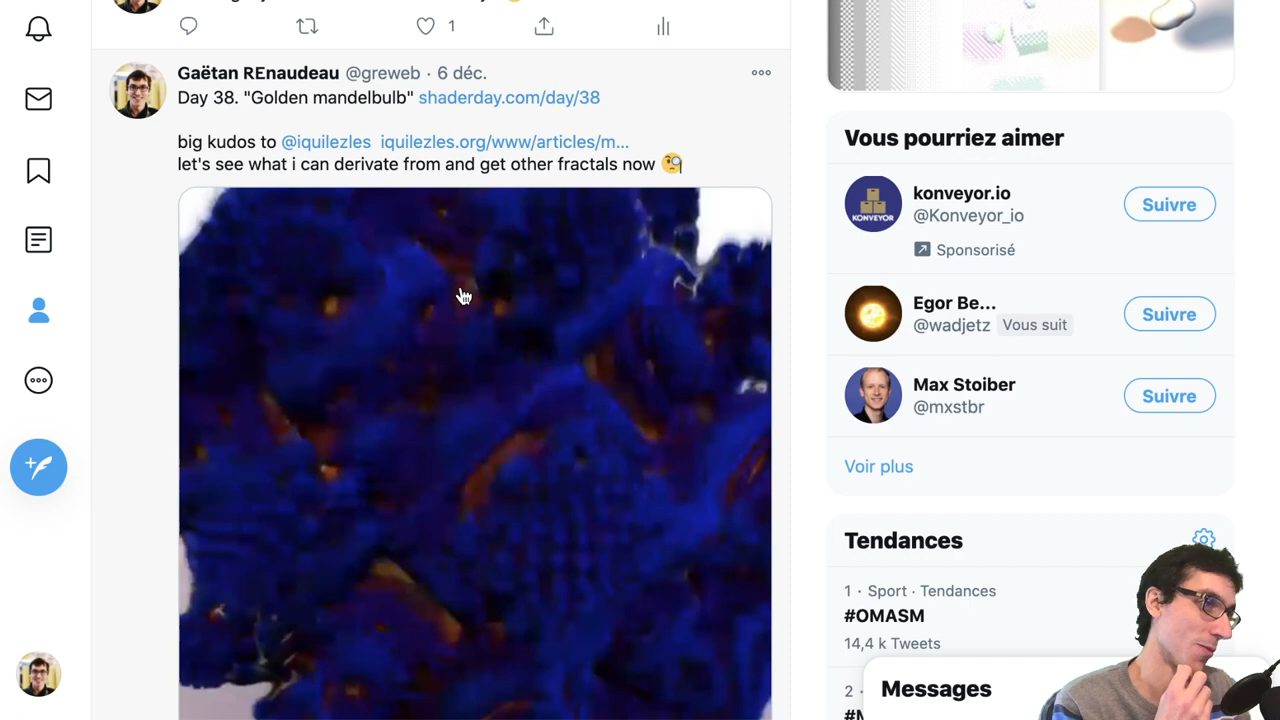 1
Gaëtan REnaudeau @greweb · 6 déc.
Day 38. "Golden mandelbulb" shaderday.com/day/38
big kudos to @iquilezles iquilezles.org/www/articles/m...
let's see what i can derivate from and get other fractals now 🧐
Vous pourriez aimer
KONVEYOR
konveyor.io
@Konveyor_io
Suivre
Sponsorisé
Egor Be...
@wadjetz Vous suit
Suivre
Max Stoiber
@mxstbr
Suivre
Voir plus
Tendances
1 · Sport · Tendances
#OMASM
14,4 k Tweets
2 ·
Messages